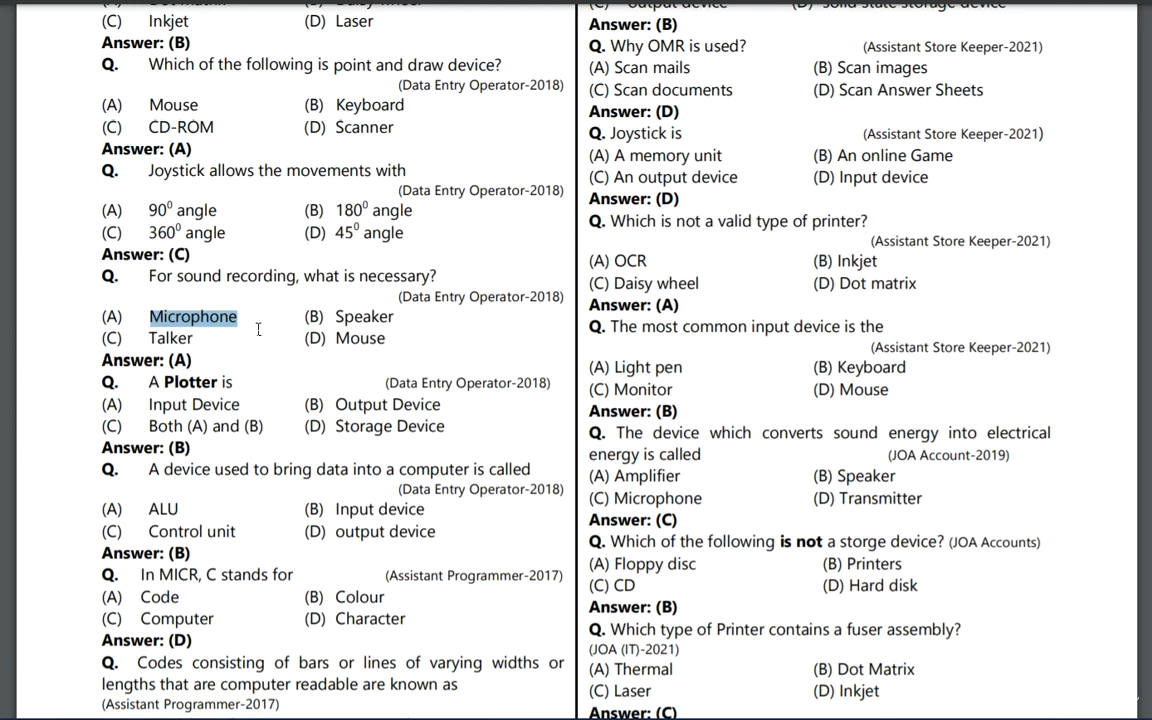 (C) Inkjet (D) Laser
Answer: (B)
Q. Which of the following is point and draw device?
(Data Entry Operator-2018)
(A) Mouse (B) Keyboard
(C) CD-ROM (D) Scanner
Answer: (A)
Q. Joystick allows the movements with
(Data Entry Operator-2018)
(A) 90⁰ angle (B) 180⁰ angle
(C) 360⁰ angle (D) 45⁰ angle
Answer: (C)
Q. For sound recording, what is necessary?
(Data Entry Operator-2018)
(A) Microphone (B) Speaker
(C) Talker (D) Mouse
Answer: (A)
Q. A Plotter is (Data Entry Operator-2018)
(A) Input Device (B) Output Device
(C) Both (A) and (B) (D) Storage Device
Answer: (B)
Q. A device used to bring data into a computer is called
(Data Entry Operator-2018)
(A) ALU (B) Input device
(C) Control unit (D) output device
Answer: (B)
Q. In MICR, C stands for (Assistant Programmer-2017)
(A) Code (B) Colour
(C) Computer (D) Character
Answer: (D)
Q. Codes consisting of bars or lines of varying widths or
lengths that are computer readable are known as
(Assistant Programmer-2017)
(C) output device (D) solid state storage device
Answer: (B)
Q. Why OMR is used? (Assistant Store Keeper-2021)
(A) Scan mails (B) Scan images
(C) Scan documents (D) Scan Answer Sheets
Answer: (D)
Q. Joystick is (Assistant Store Keeper-2021)
(A) A memory unit (B) An online Game
(C) An output device (D) Input device
Answer: (D)
Q. Which is not a valid type of printer?
(Assistant Store Keeper-2021)
(A) OCR (B) Inkjet
(C) Daisy wheel (D) Dot matrix
Answer: (A)
Q. The most common input device is the
(Assistant Store Keeper-2021)
(A) Light pen (B) Keyboard
(C) Monitor (D) Mouse
Answer: (B)
Q. The device which converts sound energy into electrical
energy is called (JOA Account-2019)
(A) Amplifier (B) Speaker
(C) Microphone (D) Transmitter
Answer: (C)
Q. Which of the following is not a storge device? (JOA Accounts)
(A) Floppy disc (B) Printers
(C) CD (D) Hard disk
Answer: (B)
Q. Which type of Printer contains a fuser assembly?
(JOA (IT)-2021)
(A) Thermal (B) Dot Matrix
(C) Laser (D) Inkjet
Answer: (C)